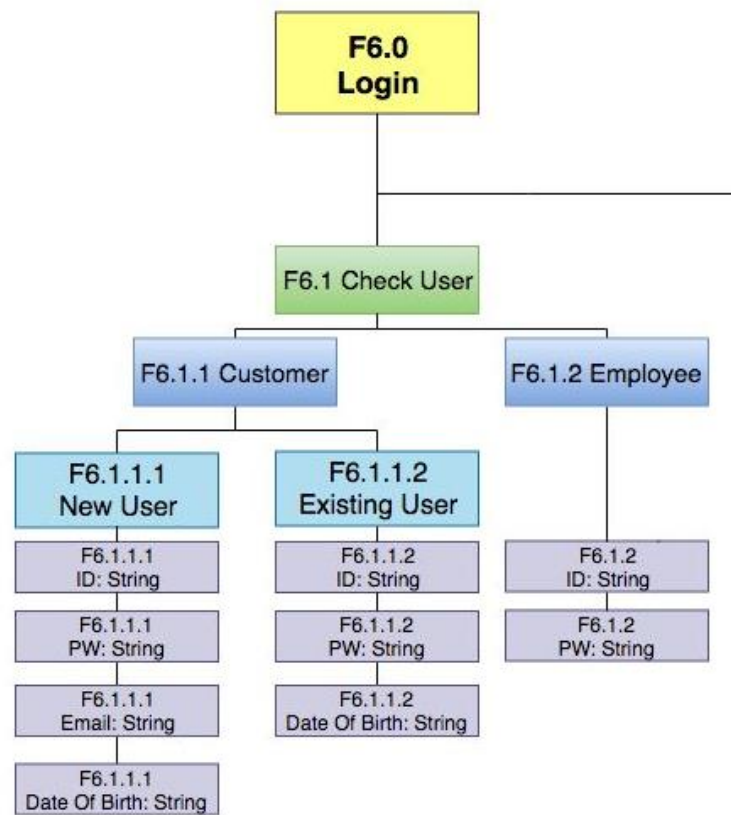 F6.0
Login
F6.1 Check User
F6.1.1 Customer
F6.1.2 Employee
F6.1.1.1
New User
F6.1.1.2
Existing User
F6.1.1.1
ID: String
F6.1.1.2
ID: String
F6.1.2
ID: String
F6.1.1.1
PW: String
F6.1.1.2
PW: String
F6.1.2
PW: String
F6.1.1.1
Email: String
F6.1.1.2
Date Of Birth: String
F6.1.1.1
Date Of Birth: String